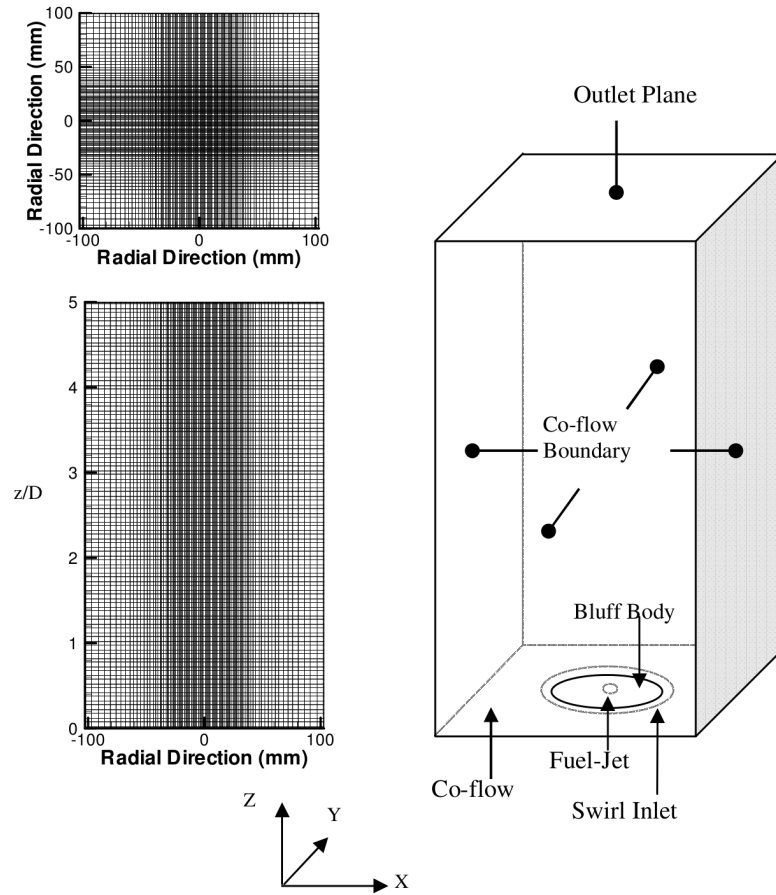 100
50
0
-50
-100
Radial Direction (mm)
-100
0
100
Radial Direction (mm)
5
4
3
2
1
0
z/D
-100
0
100
Radial Direction (mm)
Outlet Plane
Co-flow
Boundary
Bluff Body
Fuel-Jet
Co-flow
Swirl Inlet
Z
Y
X